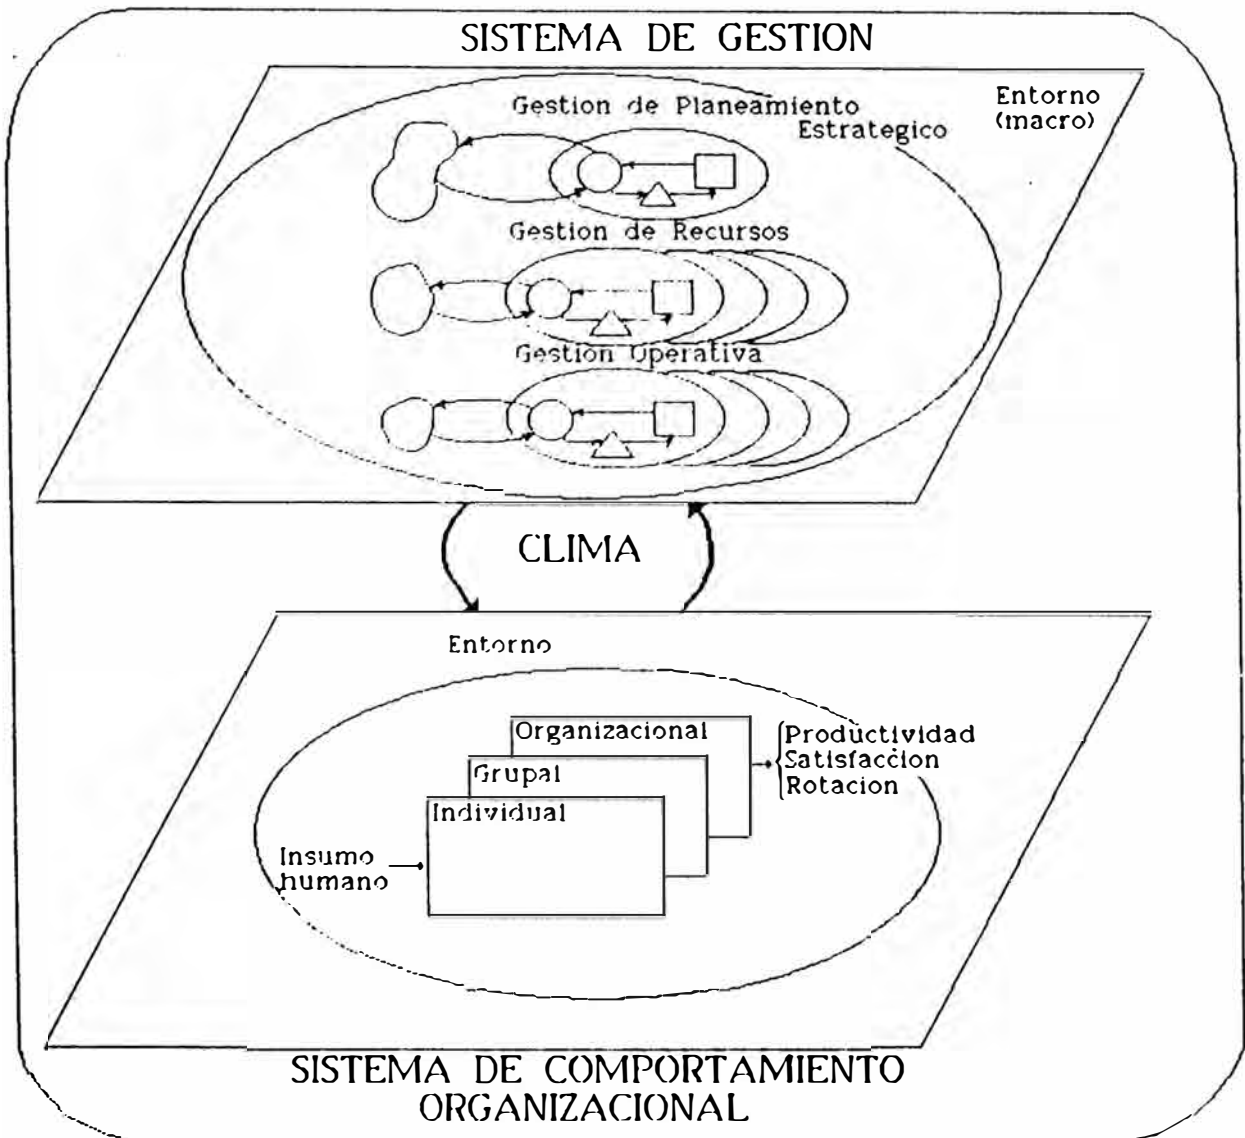 SISTEMA DE GESTION
Gestion de Planeamiento
Estrategico
Entorno
(macro)
Gestion de Recursos
Gestión Operativa
CLIMA
Entorno
Organizacional
Grupal
Individual
Insumo
humano
Productividad
Satisfaccion
Rotacion
SISTEMA DE COMPORTAMIENTO
ORGANIZACIONAL